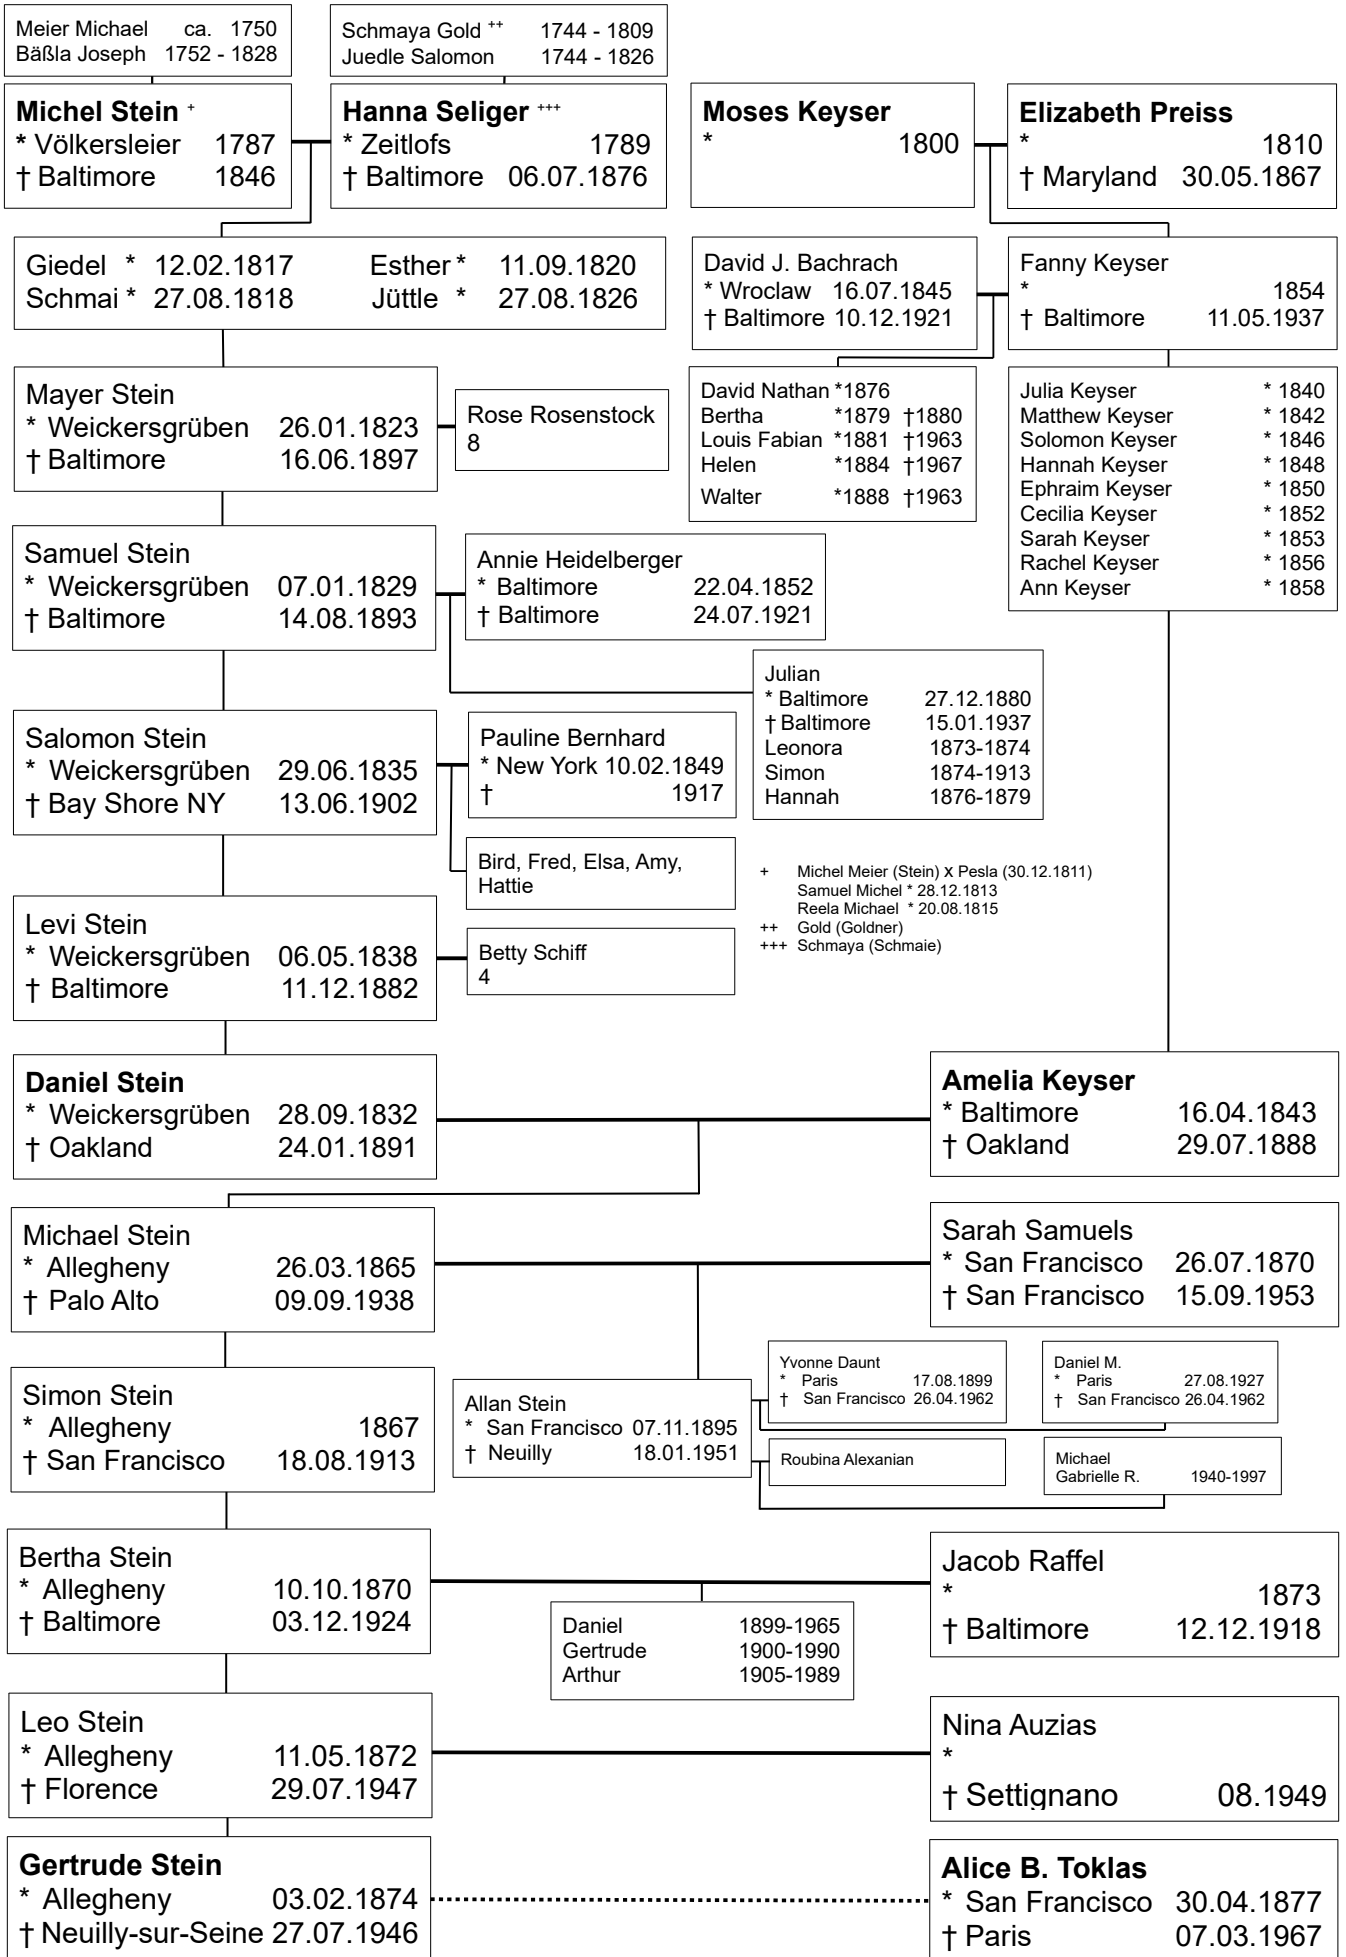 Meier Michael ca. 1750
Bäßla Joseph 1752 - 1828
Schmaya Gold ++ 1744 - 1809
Juedle Salomon 1744 - 1826
Michel Stein +
* Völkersleier 1787
† Baltimore 1846
Hanna Seliger +++
* Zeitlofs 1789
† Baltimore 06.07.1876
Moses Keyser
* 1800
Elizabeth Preiss
* 1810
† Maryland 30.05.1867
Giedel * 12.02.1817 Esther * 11.09.1820
Schmai * 27.08.1818 Jüttle * 27.08.1826
David J. Bachrach
* Wroclaw 16.07.1845
† Baltimore 10.12.1921
Fanny Keyser
* 1854
† Baltimore 11.05.1937
Mayer Stein
* Weickersgrüben 26.01.1823
† Baltimore 16.06.1897
Rose Rosenstock
8
David Nathan *1876
Bertha *1879 †1880
Louis Fabian *1881 †1963
Helen *1884 †1967
Walter *1888 †1963
Julia Keyser * 1840
Matthew Keyser * 1842
Solomon Keyser * 1846
Hannah Keyser * 1848
Ephraim Keyser * 1850
Cecilia Keyser * 1852
Sarah Keyser * 1853
Rachel Keyser * 1856
Ann Keyser * 1858
Samuel Stein
* Weickersgrüben 07.01.1829
† Baltimore 14.08.1893
Annie Heidelberger
* Baltimore 22.04.1852
† Baltimore 24.07.1921
Julian
* Baltimore 27.12.1880
† Baltimore 15.01.1937
Leonora 1873-1874
Simon 1874-1913
Hannah 1876-1879
Salomon Stein
* Weickersgrüben 29.06.1835
† Bay Shore NY 13.06.1902
Pauline Bernhard
* New York 10.02.1849
† 1917
Bird, Fred, Elsa, Amy,
Hattie
+ Michel Meier (Stein) x Pesla (30.12.1811)
Samuel Michel * 28.12.1813
Reela Michael * 20.08.1815
++ Gold (Goldner)
+++ Schmaya (Schmaie)
Levi Stein
* Weickersgrüben 06.05.1838
† Baltimore 11.12.1882
Betty Schiff
4
Daniel Stein
* Weickersgrüben 28.09.1832
† Oakland 24.01.1891
Amelia Keyser
* Baltimore 16.04.1843
† Oakland 29.07.1888
Michael Stein
* Allegheny 26.03.1865
† Palo Alto 09.09.1938
Sarah Samuels
* San Francisco 26.07.1870
† San Francisco 15.09.1953
Simon Stein
* Allegheny 1867
† San Francisco 18.08.1913
Allan Stein
* San Francisco 07.11.1895
† Neuilly 18.01.1951
Yvonne Daunt
* Paris 17.08.1899
† San Francisco 26.04.1962
Daniel M.
* Paris 27.08.1927
† San Francisco 26.04.1962
Roubina Alexanian
Michael
Gabrielle R. 1940-1997
Bertha Stein
* Allegheny 10.10.1870
† Baltimore 03.12.1924
Jacob Raffel
* 1873
† Baltimore 12.12.1918
Daniel 1899-1965
Gertrude 1900-1990
Arthur 1905-1989
Leo Stein
* Allegheny 11.05.1872
† Florence 29.07.1947
Nina Auzias
*
† Settignano 08.1949
Gertrude Stein
* Allegheny 03.02.1874
† Neuilly-sur-Seine 27.07.1946
Alice B. Toklas
* San Francisco 30.04.1877
† Paris 07.03.1967